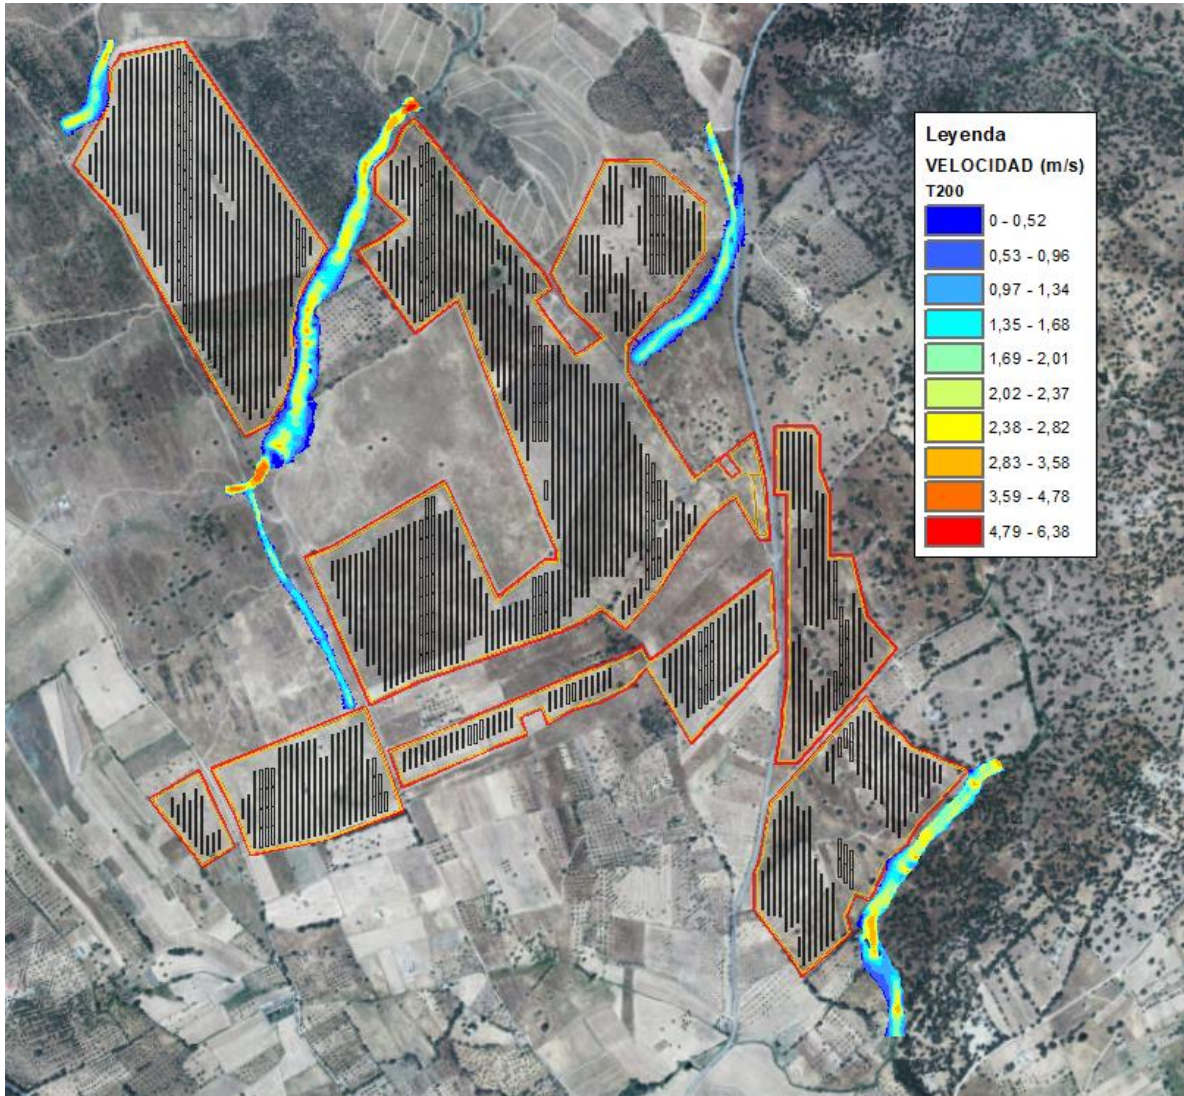 Leyenda
VELOCIDAD (m/s)
T200
0 - 0,52
0,53 - 0,96
0,97 - 1,34
1,35 - 1,68
1,69 - 2,01
2,02 - 2,37
2,38 - 2,82
2,83 - 3,58
3,59 - 4,78
4,79 - 6,38